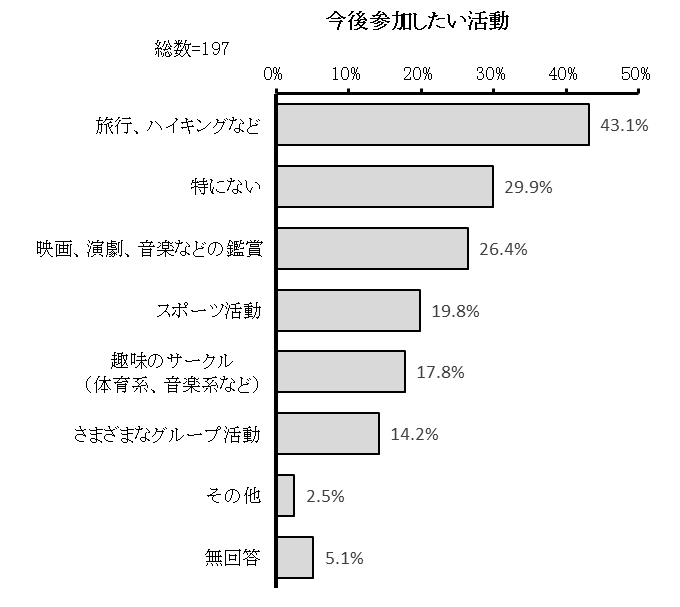 今後参加したい活動
総数=197
0% 10% 20% 30% 40% 50%
旅行、ハイキングなど 43.1%
特にない 29.9%
映画、演劇、音楽などの鑑賞 26.4%
スポーツ活動 19.8%
趣味のサークル
（体育系、音楽系など） 17.8%
さまざまなグループ活動 14.2%
その他 2.5%
無回答 5.1%